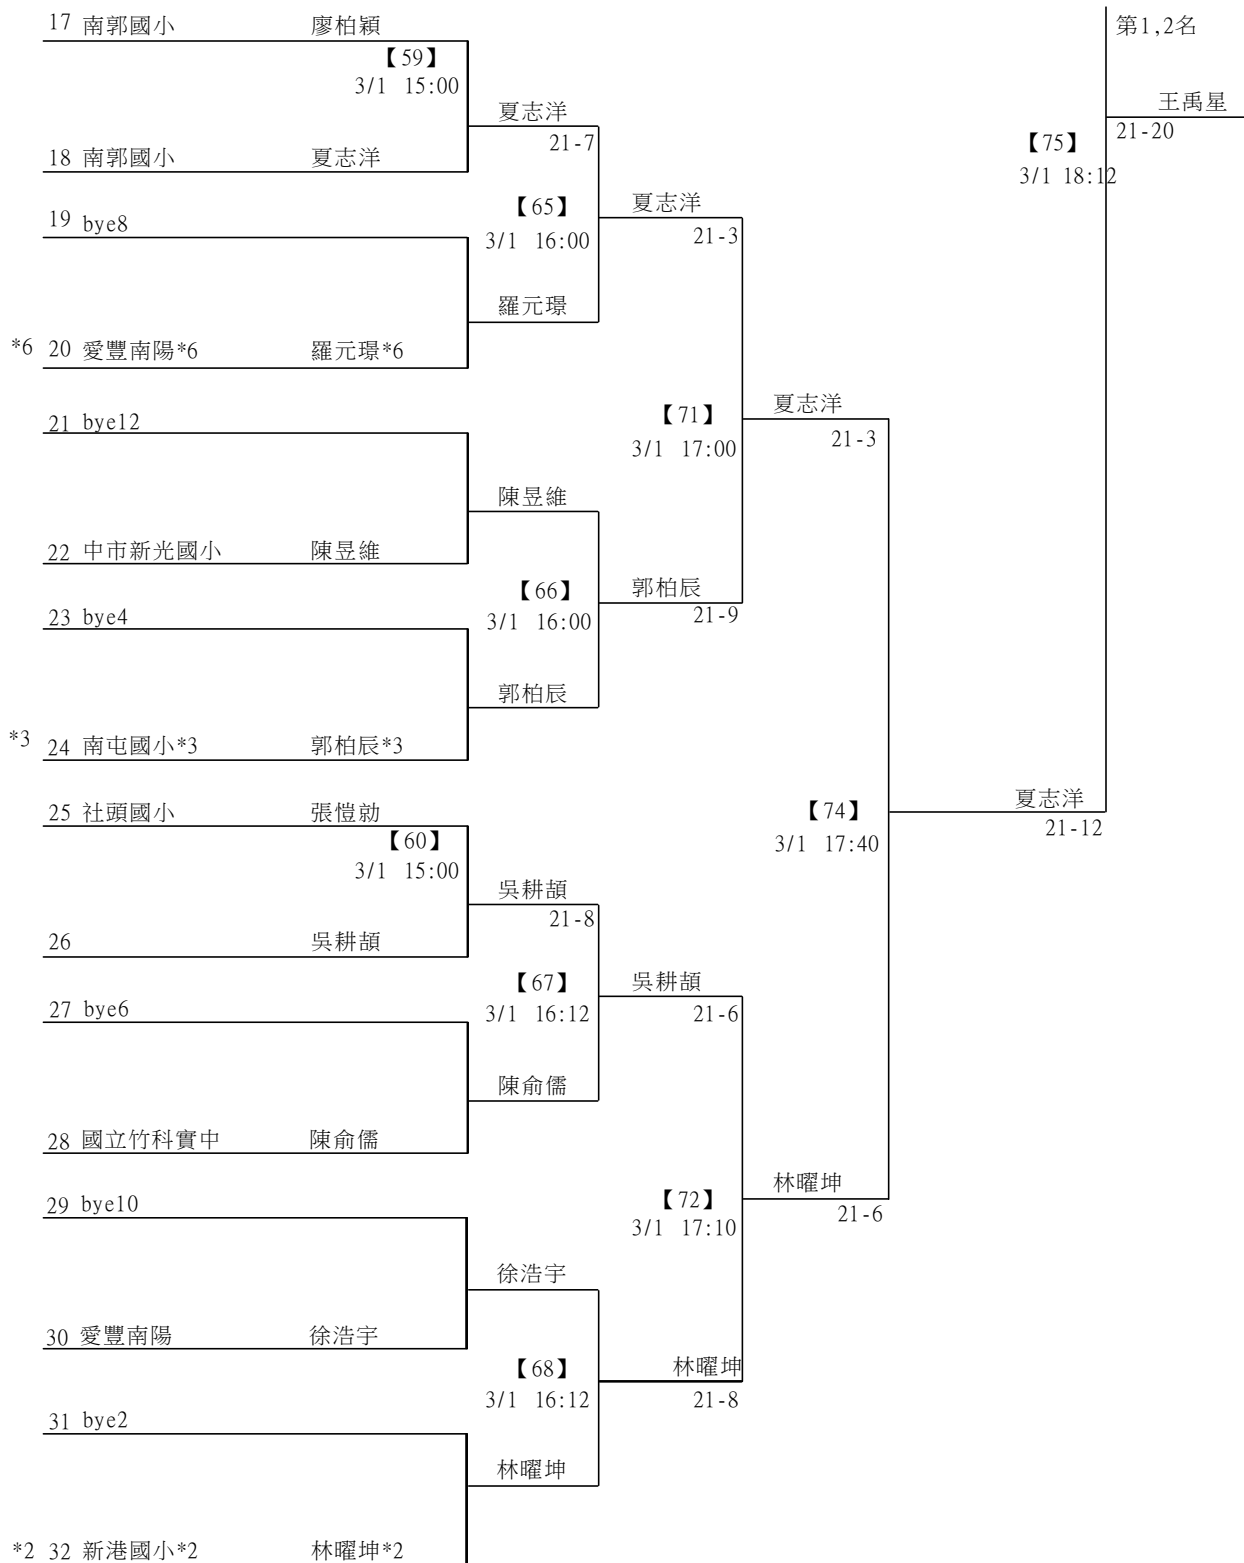 17 南郭國小 廖柏穎
第1,2名
【59】
3/1 15:00
王禹星
夏志洋
21-7
21-20
【75】
3/1 18:12
18 南郭國小 夏志洋
19 bye8
【65】
3/1 16:00
夏志洋
21-3
羅元璟
*6 20 愛豐南陽*6 羅元璟*6
21 bye12
【71】
3/1 17:00
夏志洋
21-3
陳昱維
22 中市新光國小 陳昱維
【66】
3/1 16:00
郭柏辰
21-9
23 bye4
郭柏辰
*3 24 南屯國小*3 郭柏辰*3
25 社頭國小 張愷勍
【60】
3/1 15:00
【74】
3/1 17:40
夏志洋
21-12
吳耕頡
21-8
26 吳耕頡
【67】
3/1 16:12
吳耕頡
21-6
27 bye6
陳俞儒
28 國立竹科實中 陳俞儒
29 bye10
【72】
3/1 17:10
林曜坤
21-6
徐浩宇
30 愛豐南陽 徐浩宇
【68】
3/1 16:12
林曜坤
21-8
31 bye2
林曜坤
*2 32 新港國小*2 林曜坤*2